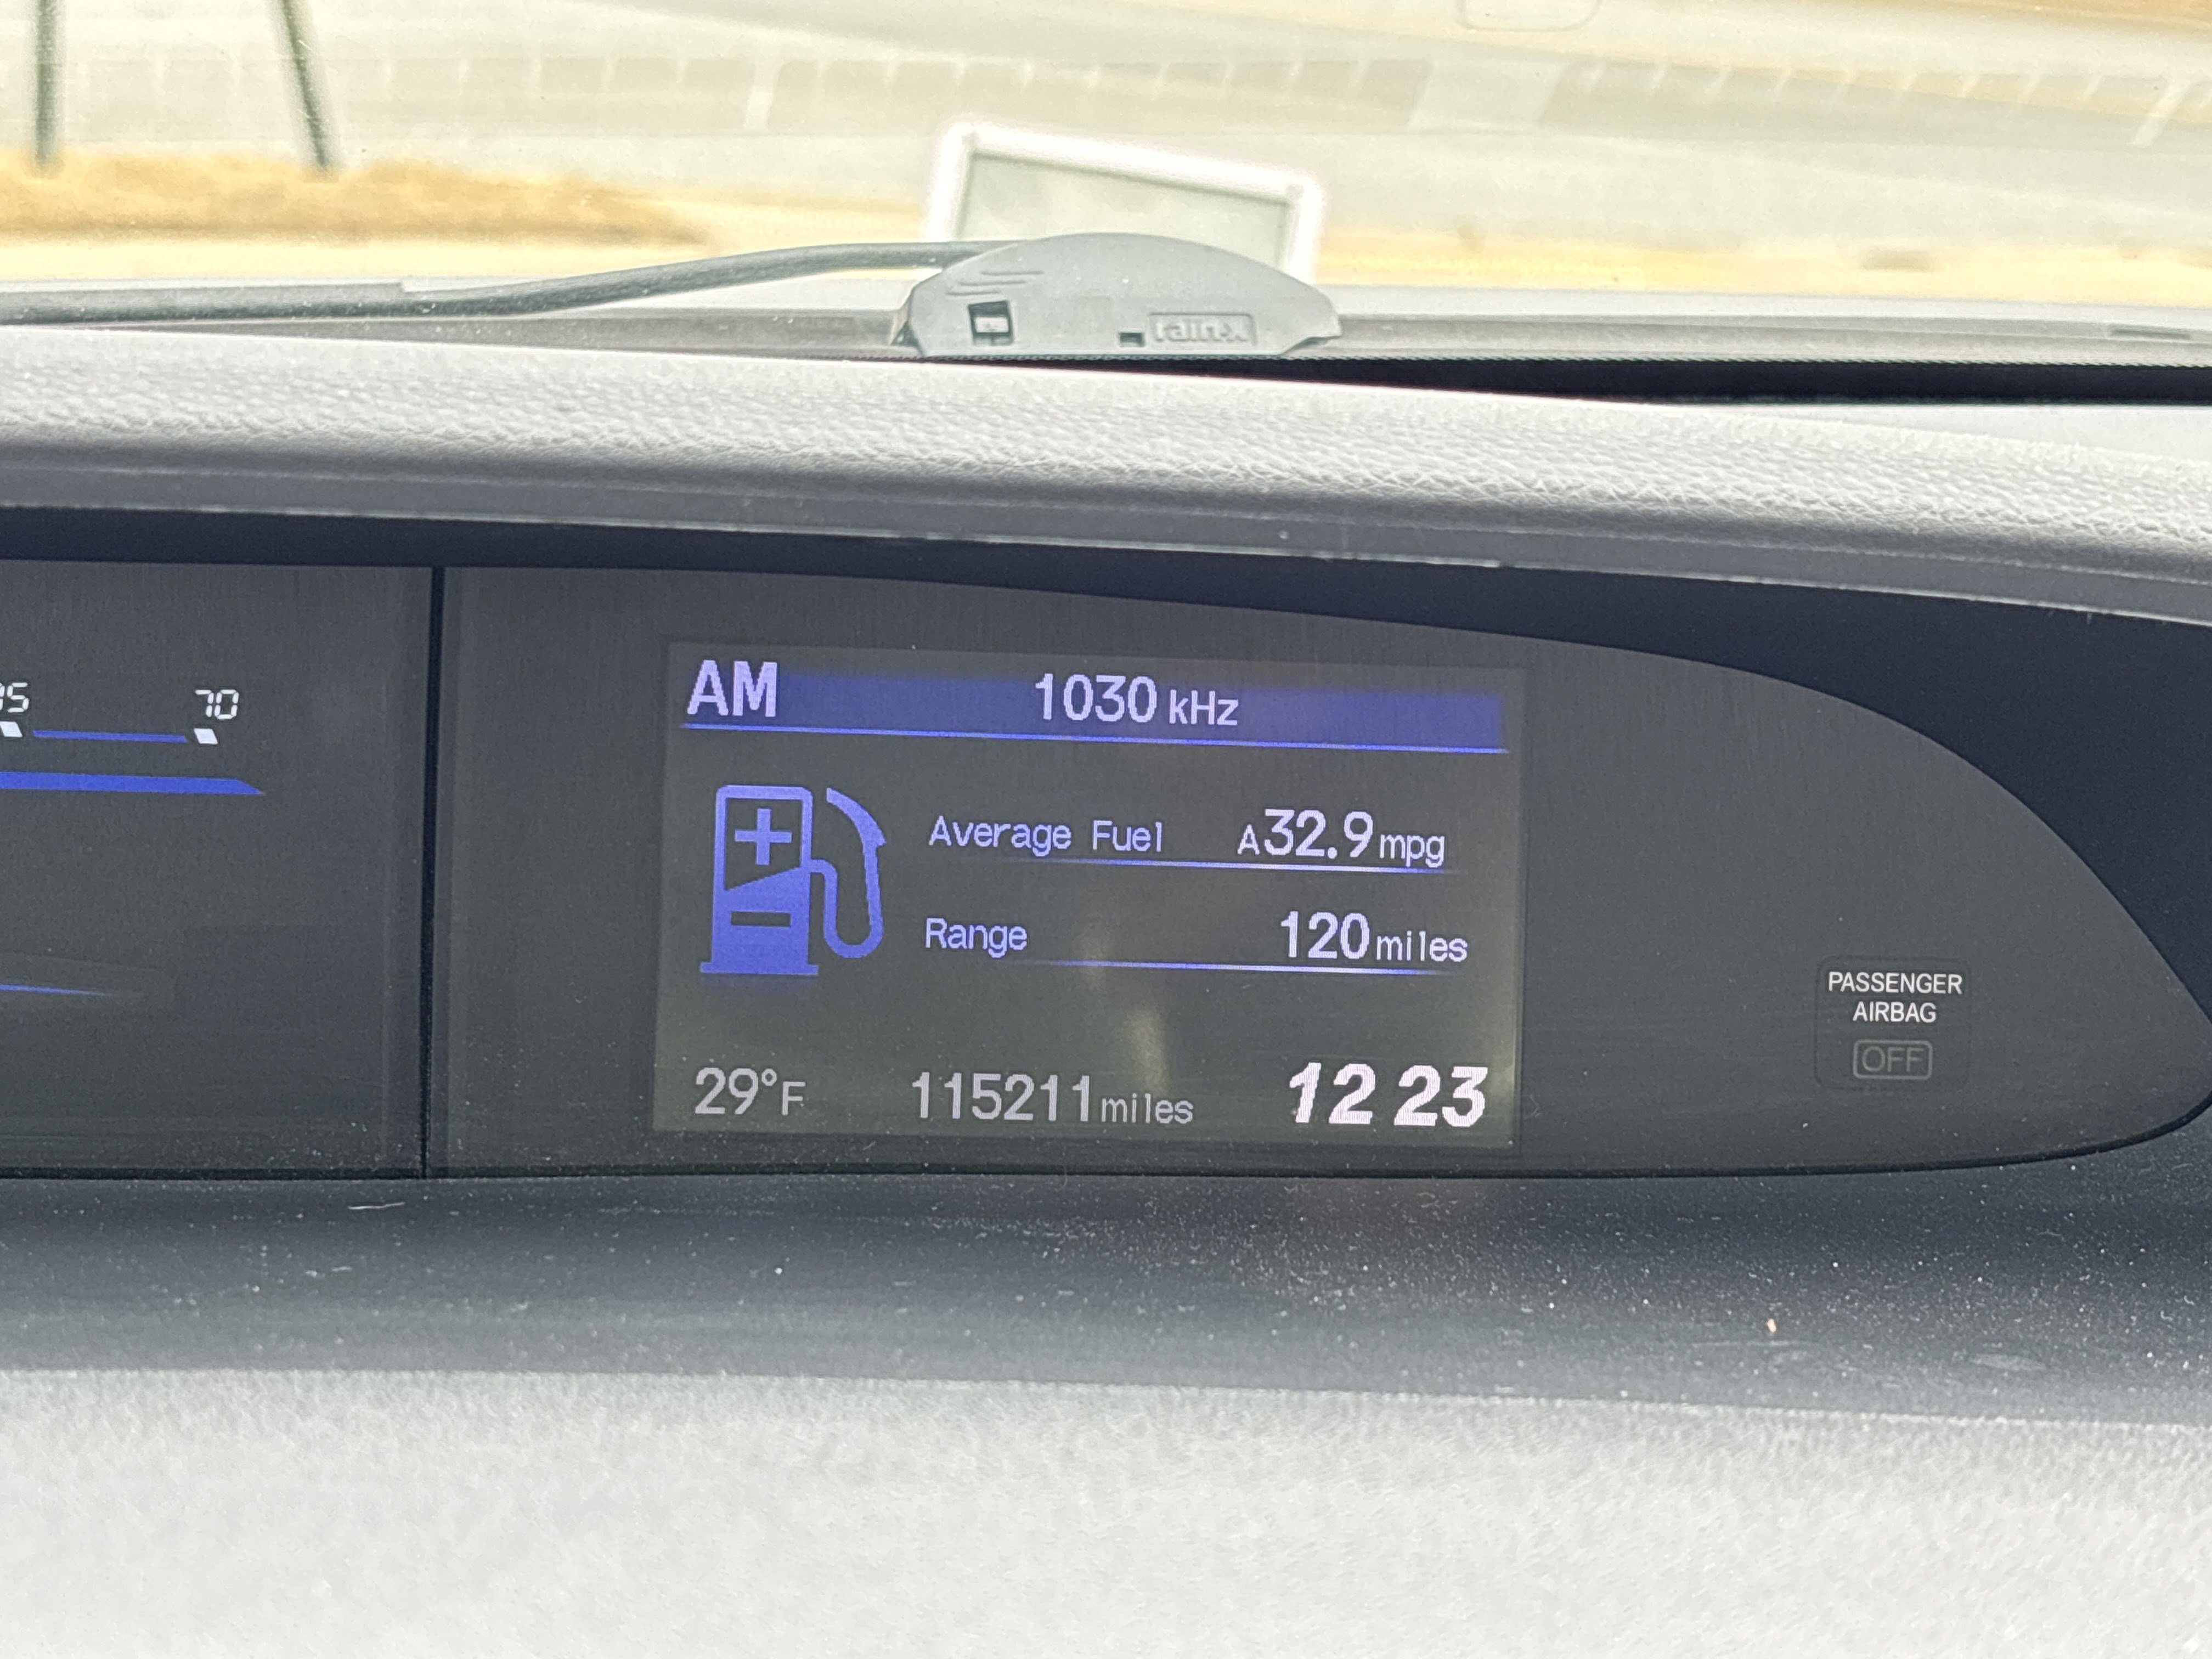 rain-x
70
AM 1030 kHz
Average Fuel A32.9 mpg
Range 120 miles
PASSENGER
AIRBAG
OFF
29°F 115211 miles 12 23